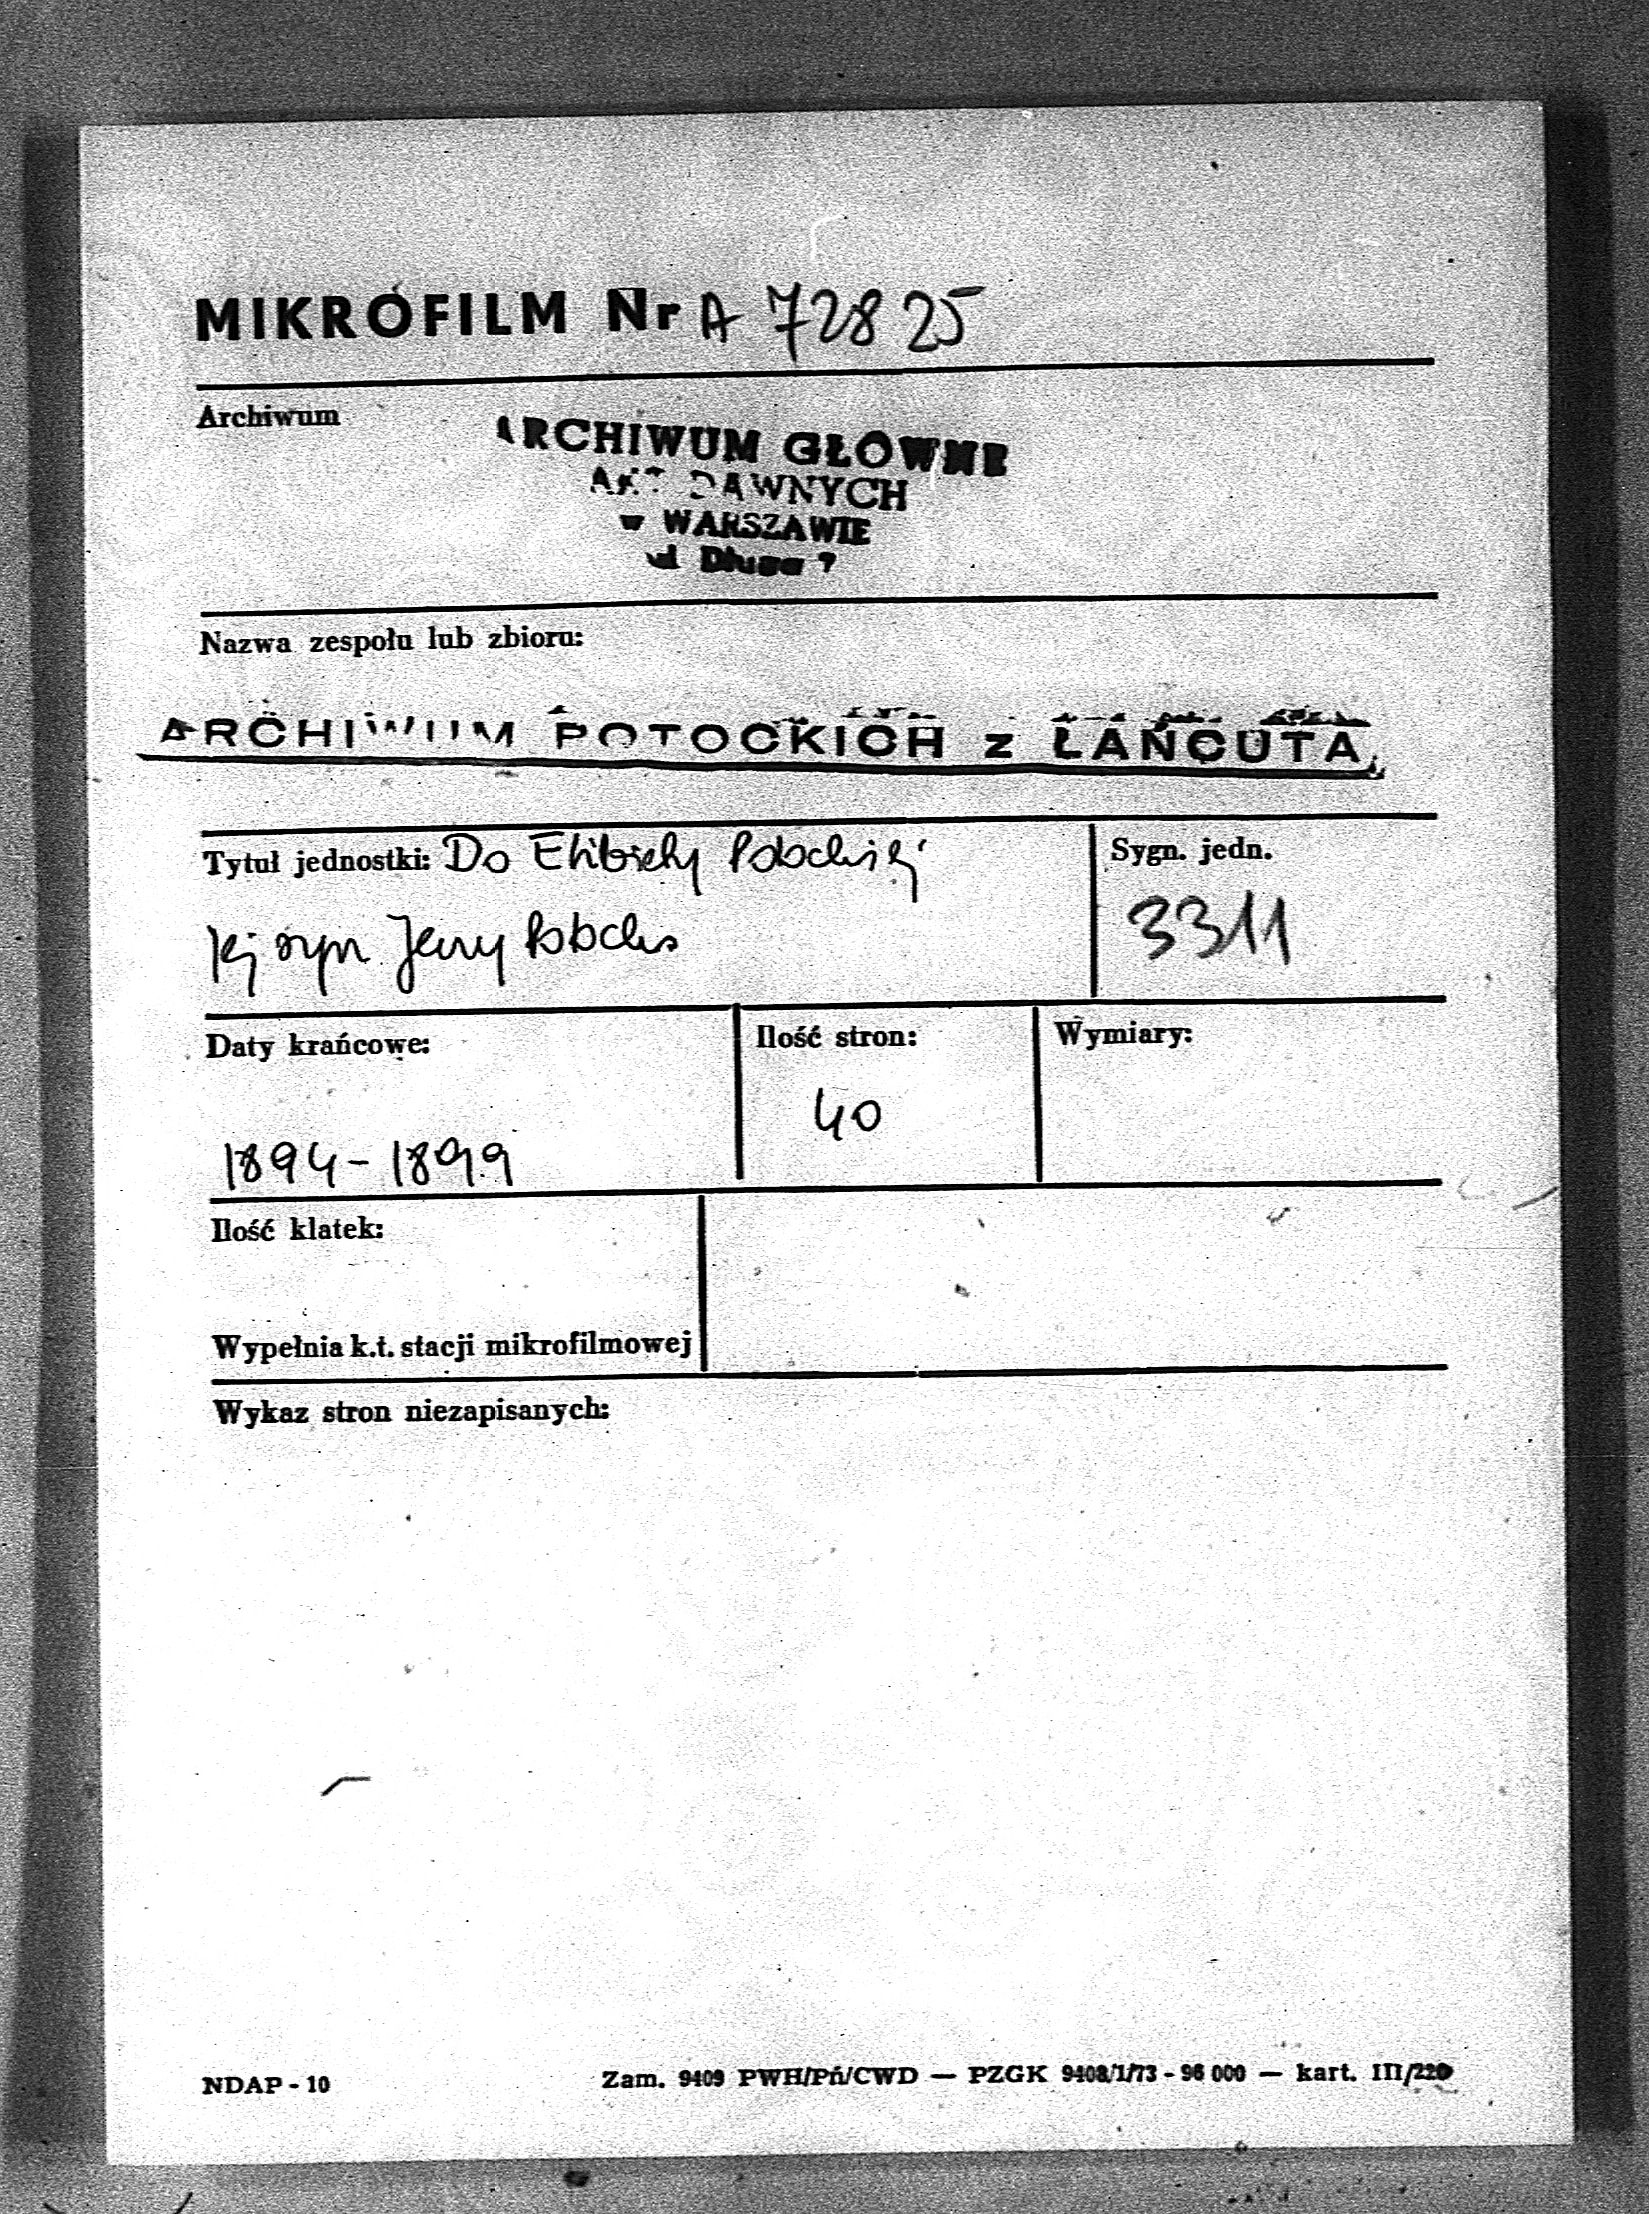 MIKROFILM Nr A 72825
Archiwum
ARCHIWUM GŁÓWNE
AKT DAWNYCH
w WARSZAWIE
ul Długa 7
Nazwa zespołu lub zbioru:
ARCHIWUM POTOCKICH z ŁAŃCUTA
Tytuł jednostki: Do Elżbiety Potockiej
Sygn. jedn.
jej syn Jerzy Potocki
3311
Daty krańcowe:
Ilość stron:
Wymiary:
40
1894-1899
Ilość klatek:
Wypełnia k.t. stacji mikrofilmowej
Wykaz stron niezapisanych:
NDAP - 10
Zam. 9409 PWH/Pń/CWD — PZGK 9408/1/73 - 96 000 — kart. III/220